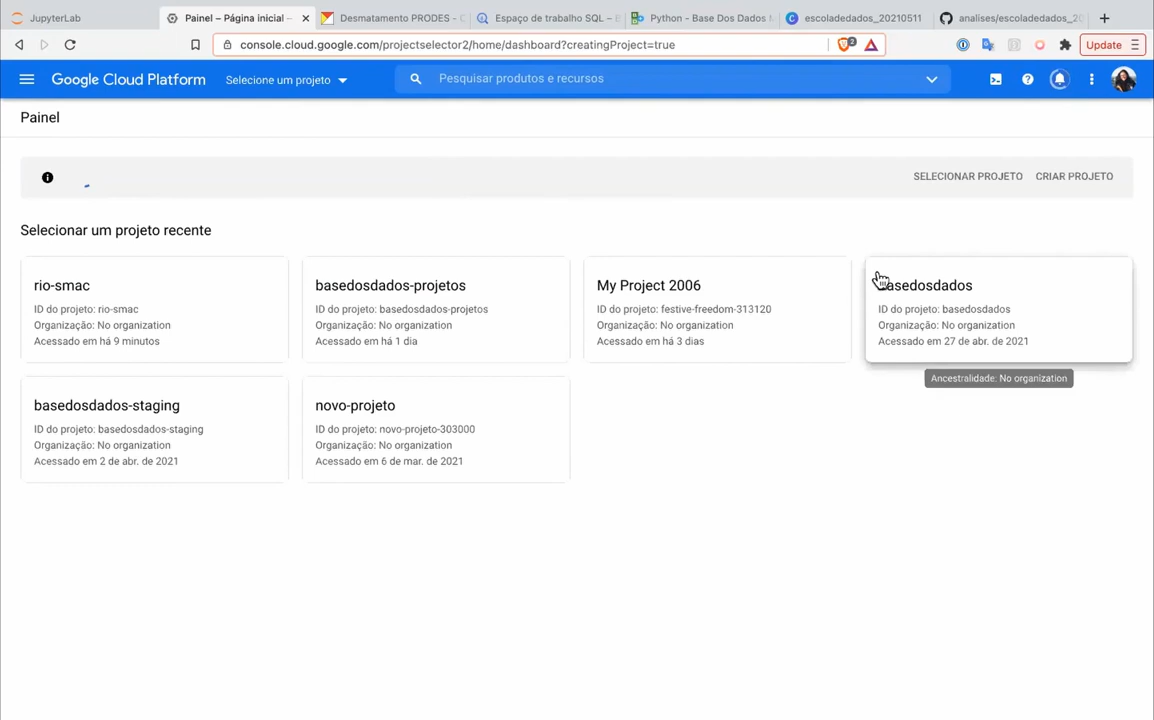 JupyterLab
Painel – Página inicial –
Desmatamento PRODES - C
Espaço de trabalho SQL – B
Python - Base Dos Dados
escoladedados_20210511
analises/escoladedados_20
console.cloud.google.com/projectselector2/home/dashboard?creatingProject=true
2
Update
Google Cloud Platform
Selecione um projeto
Pesquisar produtos e recursos
Painel
SELECIONAR PROJETO
CRIAR PROJETO
Selecionar um projeto recente
rio-smac
ID do projeto: rio-smac
Organização: No organization
Acessado em há 9 minutos
basedosdados-projetos
ID do projeto: basedosdados-projetos
Organização: No organization
Acessado em há 1 dia
My Project 2006
ID do projeto: festive-freedom-313120
Organização: No organization
Acessado em há 3 dias
basedosdados
ID do projeto: basedosdados
Organização: No organization
Acessado em 27 de abr. de 2021
Ancestralidade: No organization
basedosdados-staging
ID do projeto: basedosdados-staging
Organização: No organization
Acessado em 2 de abr. de 2021
novo-projeto
ID do projeto: novo-projeto-303000
Organização: No organization
Acessado em 6 de mar. de 2021